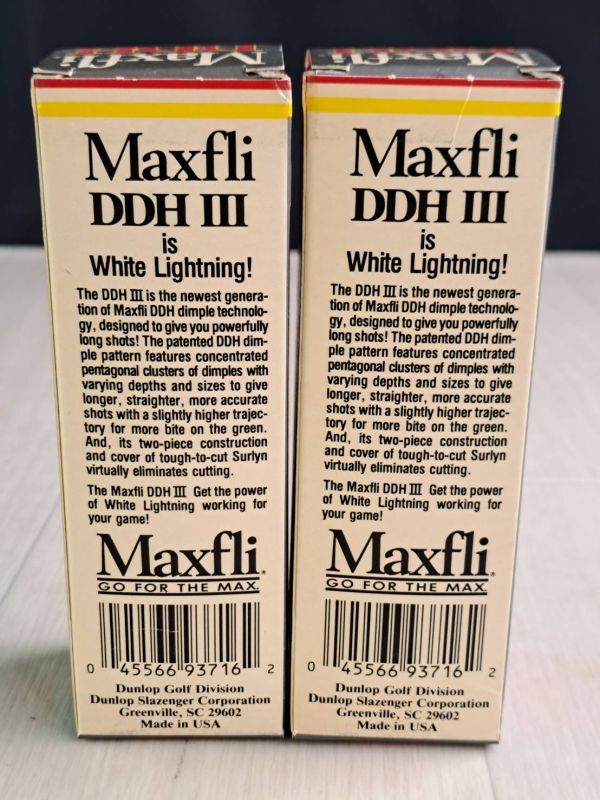 Maxfli
Maxfli
DDH III
is
White Lightning!
The DDH III is the newest genera-
tion of Maxfli DDH dimple technolo-
gy, designed to give you powerfully
long shots! The patented DDH dim-
ple pattern features concentrated
pentagonal clusters of dimples with
varying depths and sizes to give
longer, straighter, more accurate
shots with a slightly higher trajec-
tory for more bite on the green.
And, its two-piece construction
and cover of tough-to-cut Surlyn
virtually eliminates cutting.
The Maxfli DDH III Get the power
of White Lightning working for
your game!
Maxfli®
GO FOR THE MAX.
0 45566 93716 2
Dunlop Golf Division
Dunlop Slazenger Corporation
Greenville, SC 29602
Made in USA
Maxfli
Maxfli
DDH III
is
White Lightning!
The DDH III is the newest genera-
tion of Maxfli DDH dimple technolo-
gy, designed to give you powerfully
long shots! The patented DDH dim-
ple pattern features concentrated
pentagonal clusters of dimples with
varying depths and sizes to give
longer, straighter, more accurate
shots with a slightly higher trajec-
tory for more bite on the green.
And, its two-piece construction
and cover of tough-to-cut Surlyn
virtually eliminates cutting.
The Maxfli DDH III Get the power
of White Lightning working for
your game!
Maxfli®
GO FOR THE MAX.
0 45566 93716 2
Dunlop Golf Division
Dunlop Slazenger Corporation
Greenville, SC 29602
Made in USA